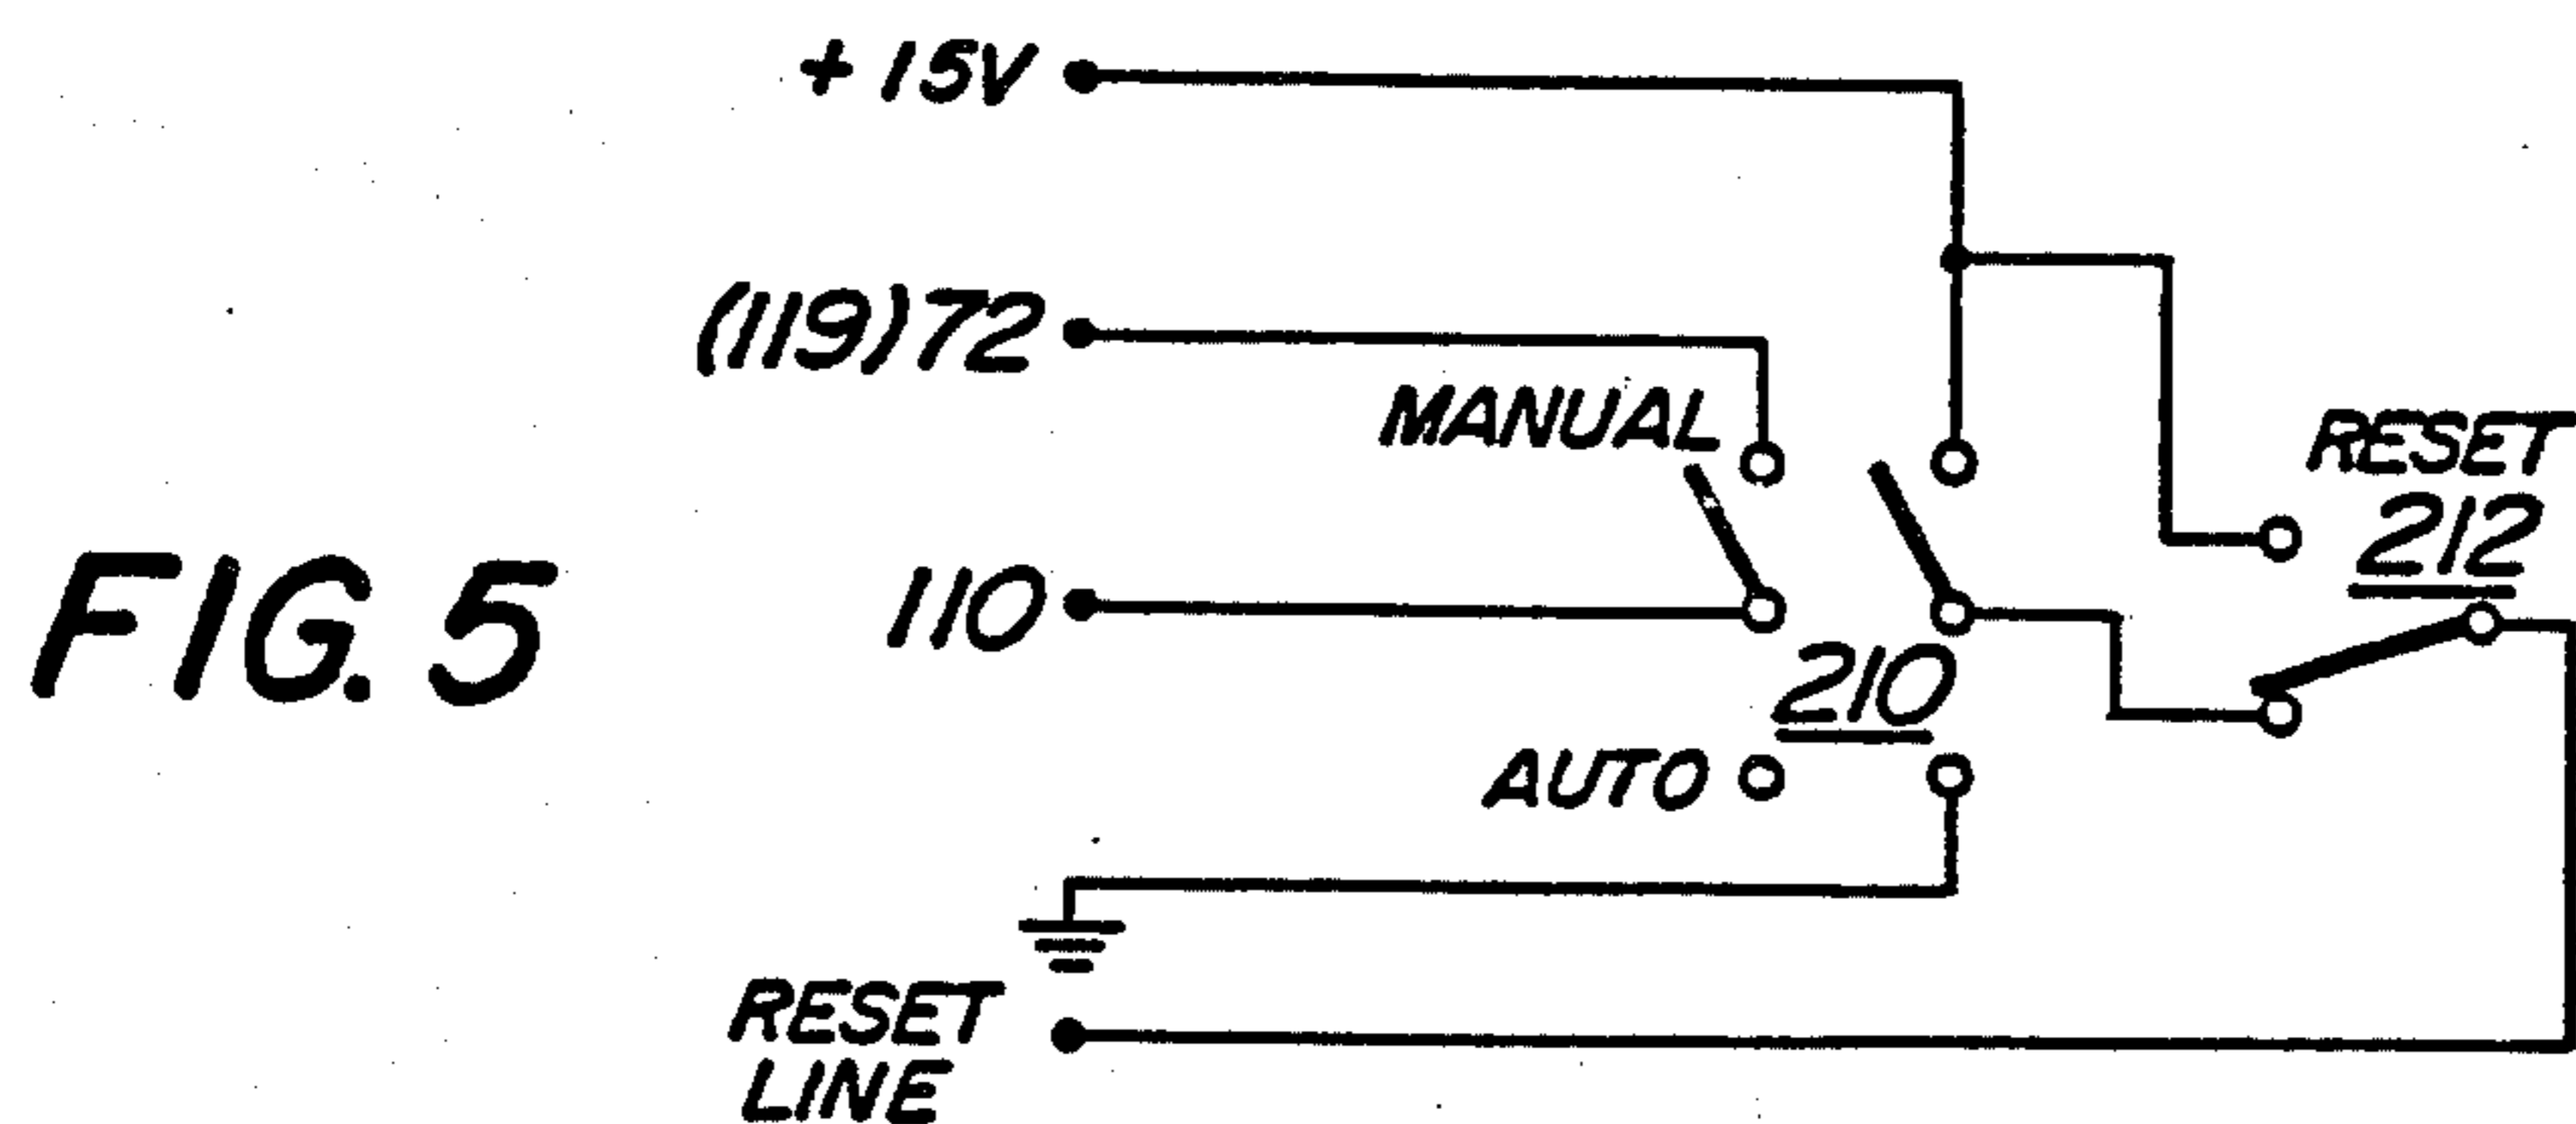 +15V
(119)72
MANUAL
RESET
212
110
FIG. 5
210
AUTO
RESET
LINE